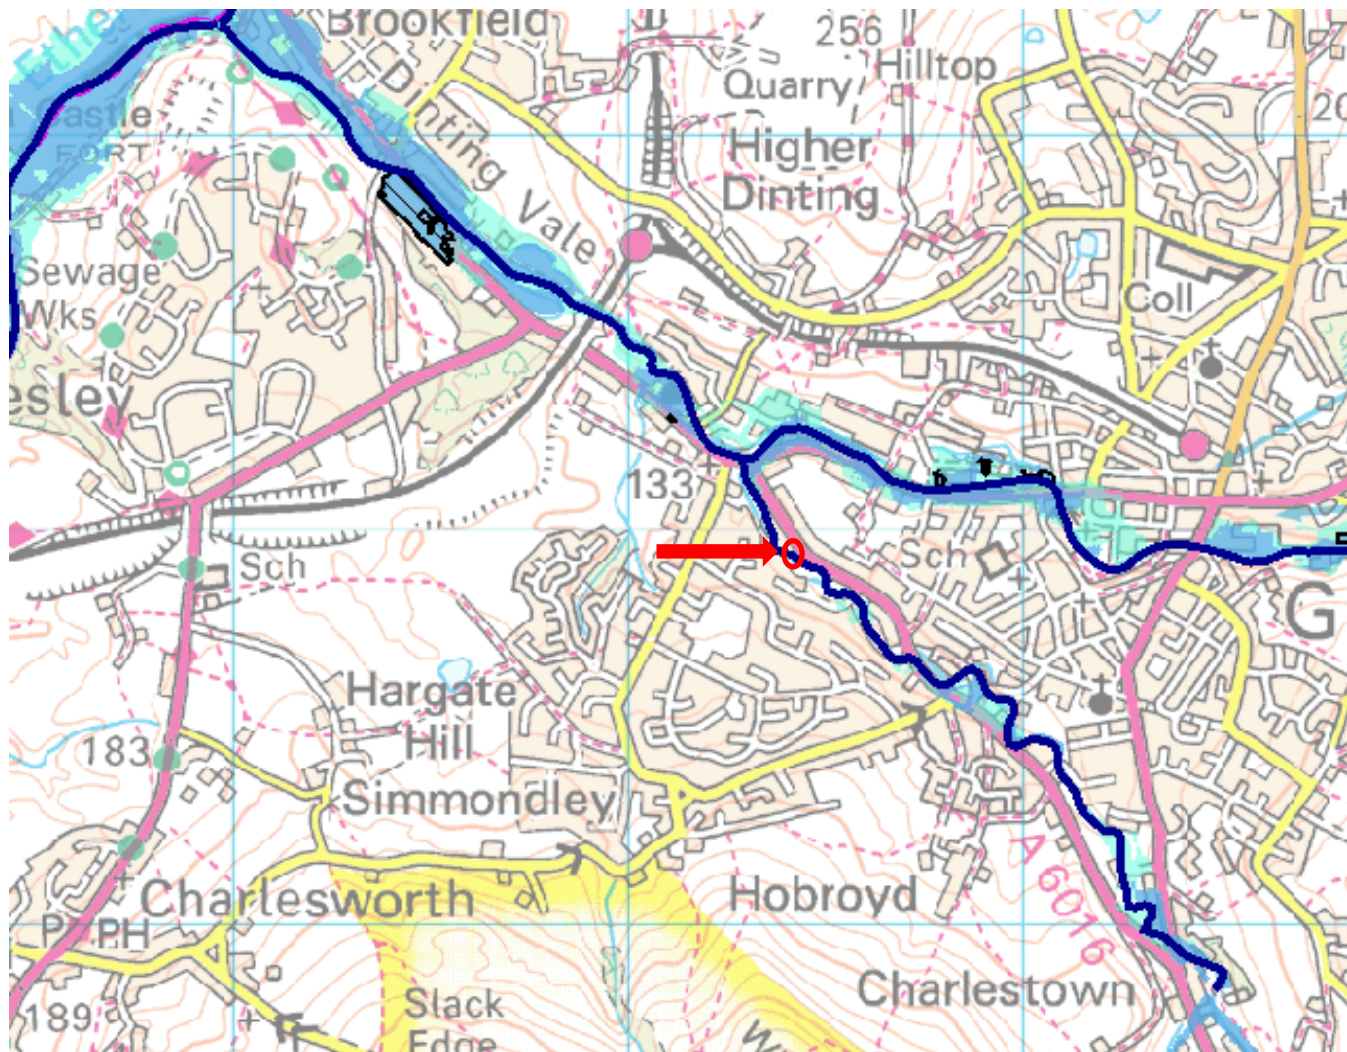 Brookfield
256
Hilltop
Quarry
Ethe
Dinting Vale
Castle
FORT
Higher
Dinting
Sewage
Wks
Coll
esley
133
Sch
Sch
G
Hargate
Hill
183
Simmondley
A 6016
Charlesworth
Hobroyd
PH
Charlestown
189
Slack
Edge